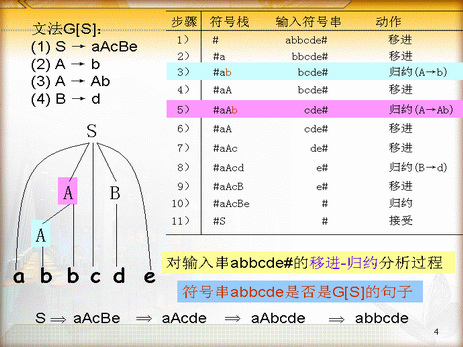 文法G[S]:
(1) S → aAcBe
(2) A → b
(3) A → Ab
(4) B → d
步骤 符号栈 输入符号串 动作
1) # abbcde# 移进
2) #a bbcde# 移进
3) #ab bcde# 归约(A→b)
4) #aA bcde# 移进
5) #aAb cde# 归约(A→Ab)
6) #aA cde# 移进
7) #aAc de# 移进
8) #aAcd e# 归约(B→d)
9) #aAcB e# 移进
10) #aAcBe # 归约
11) #S # 接受
S
A B
A
a b b c d e
对输入串abbcde#的移进-归约分析过程
符号串abbcde是否是G[S]的句子
S ⇒ aAcBe ⇒ aAcde ⇒ aAbcde ⇒ abbcde
4